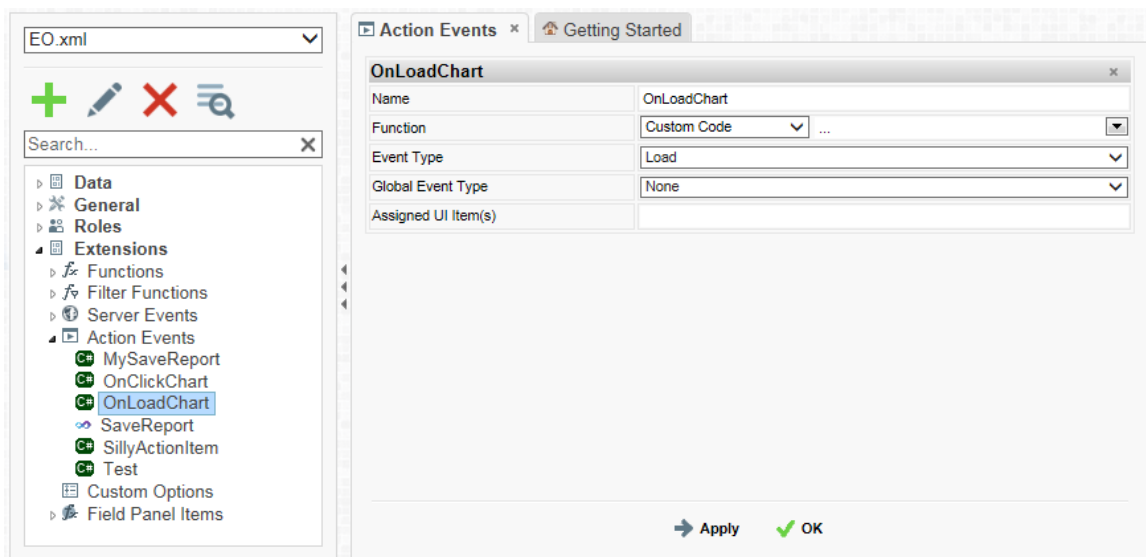 EO.xml
Search...
Data
General
Roles
Extensions
fx Functions
Filter Functions
Server Events
Action Events
C# MySaveReport
C# OnClickChart
C# OnLoadChart
SaveReport
C# SillyActionItem
C# Test
Custom Options
Field Panel Items
Action Events × Getting Started
OnLoadChart ×
Name OnLoadChart
Function Custom Code ...
Event Type Load
Global Event Type None
Assigned UI Item(s)
Apply OK